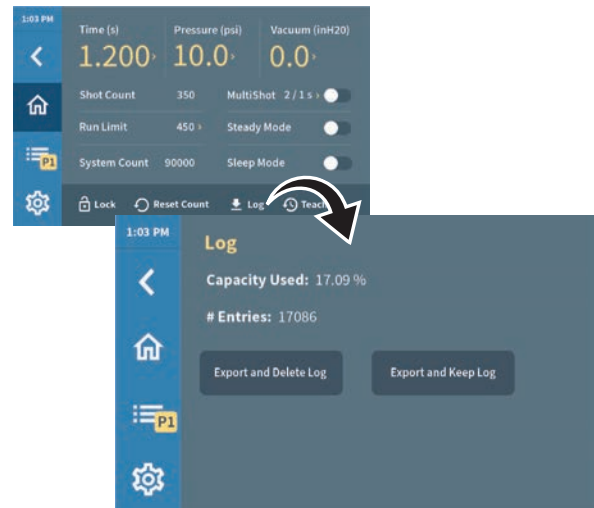 1:03 PM
Time (s) Pressure (psi) Vacuum (inH20)
1.200 › 10.0 › 0.0 ›
Shot Count 350 MultiShot 2 / 1 s ›
Run Limit 450 › Steady Mode
P1
System Count 90000 Sleep Mode
Lock Reset Count Log Teach
1:03 PM
Log
Capacity Used: 17.09 %
# Entries: 17086
Export and Delete Log Export and Keep Log
P1